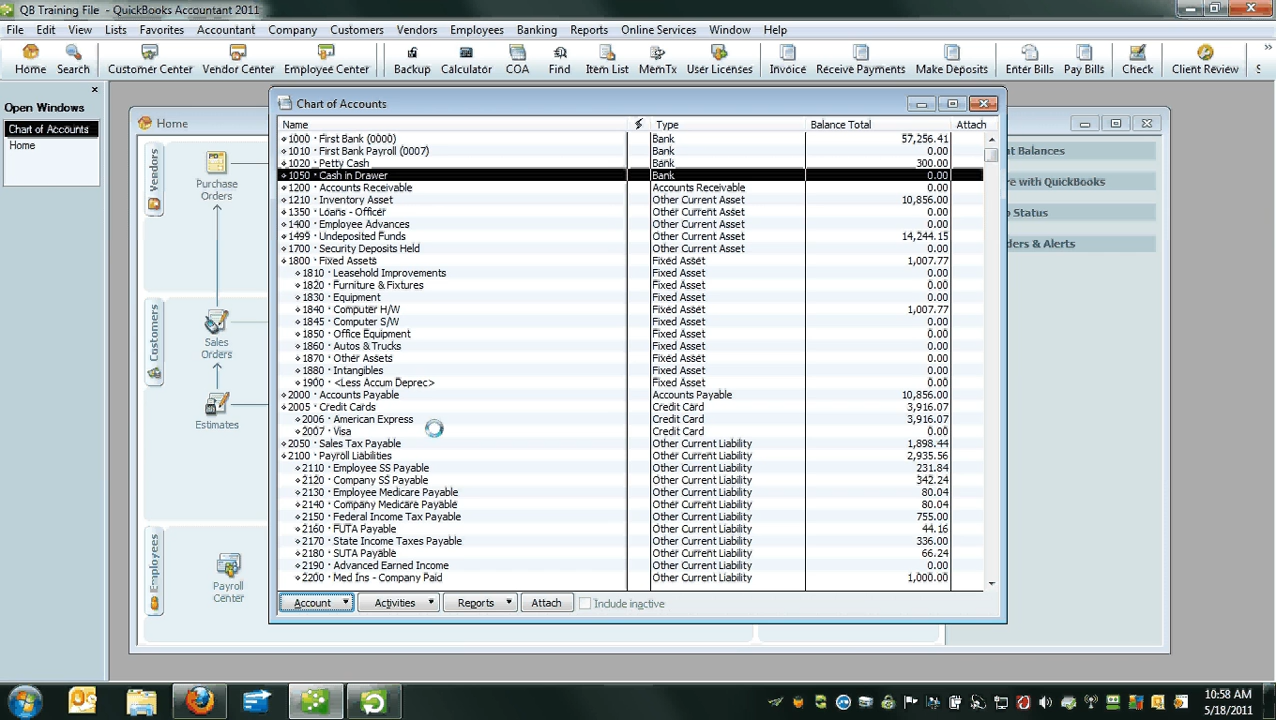 QB Training File - QuickBooks Accountant 2011
File Edit View Lists Favorites Accountant Company Customers Vendors Employees Banking Reports Online Services Window Help
Home Search Customer Center Vendor Center Employee Center Backup Calculator COA Find Item List MemTx User Licenses Invoice Receive Payments Make Deposits Enter Bills Pay Bills Check Client Review S
Open Windows
Chart of Accounts
Home
Home
Vendors
Purchase
Orders
Customers
Sales
Orders
Estimates
Employees
Payroll
Center
nt Balances
re with QuickBooks
p Status
ders & Alerts
Chart of Accounts
Name Type Balance Total Attach
1000 · First Bank (0000) Bank 57,256.41
1010 · First Bank Payroll (0007) Bank 0.00
1020 · Petty Cash Bank 300.00
1050 · Cash in Drawer Bank 0.00
1200 · Accounts Receivable Accounts Receivable 0.00
1210 · Inventory Asset Other Current Asset 10,856.00
1350 · Loans - Officer Other Current Asset 0.00
1400 · Employee Advances Other Current Asset 0.00
1499 · Undeposited Funds Other Current Asset 14,244.15
1700 · Security Deposits Held Other Current Asset 0.00
1800 · Fixed Assets Fixed Asset 1,007.77
1810 · Leasehold Improvements Fixed Asset 0.00
1820 · Furniture & Fixtures Fixed Asset 0.00
1830 · Equipment Fixed Asset 0.00
1840 · Computer H/W Fixed Asset 1,007.77
1845 · Computer S/W Fixed Asset 0.00
1850 · Office Equipment Fixed Asset 0.00
1860 · Autos & Trucks Fixed Asset 0.00
1870 · Other Assets Fixed Asset 0.00
1880 · Intangibles Fixed Asset 0.00
1900 · <Less Accum Deprec> Fixed Asset 0.00
2000 · Accounts Payable Accounts Payable 10,856.00
2005 · Credit Cards Credit Card 3,916.07
2006 · American Express Credit Card 3,916.07
2007 · Visa Credit Card 0.00
2050 · Sales Tax Payable Other Current Liability 1,898.44
2100 · Payroll Liabilities Other Current Liability 2,935.56
2110 · Employee SS Payable Other Current Liability 231.84
2120 · Company SS Payable Other Current Liability 342.24
2130 · Employee Medicare Payable Other Current Liability 80.04
2140 · Company Medicare Payable Other Current Liability 80.04
2150 · Federal Income Tax Payable Other Current Liability 755.00
2160 · FUTA Payable Other Current Liability 44.16
2170 · State Income Taxes Payable Other Current Liability 336.00
2180 · SUTA Payable Other Current Liability 66.24
2190 · Advanced Earned Income Other Current Liability 0.00
2200 · Med Ins - Company Paid Other Current Liability 1,000.00
Account Activities Reports Attach Include inactive
10:58 AM
5/18/2011